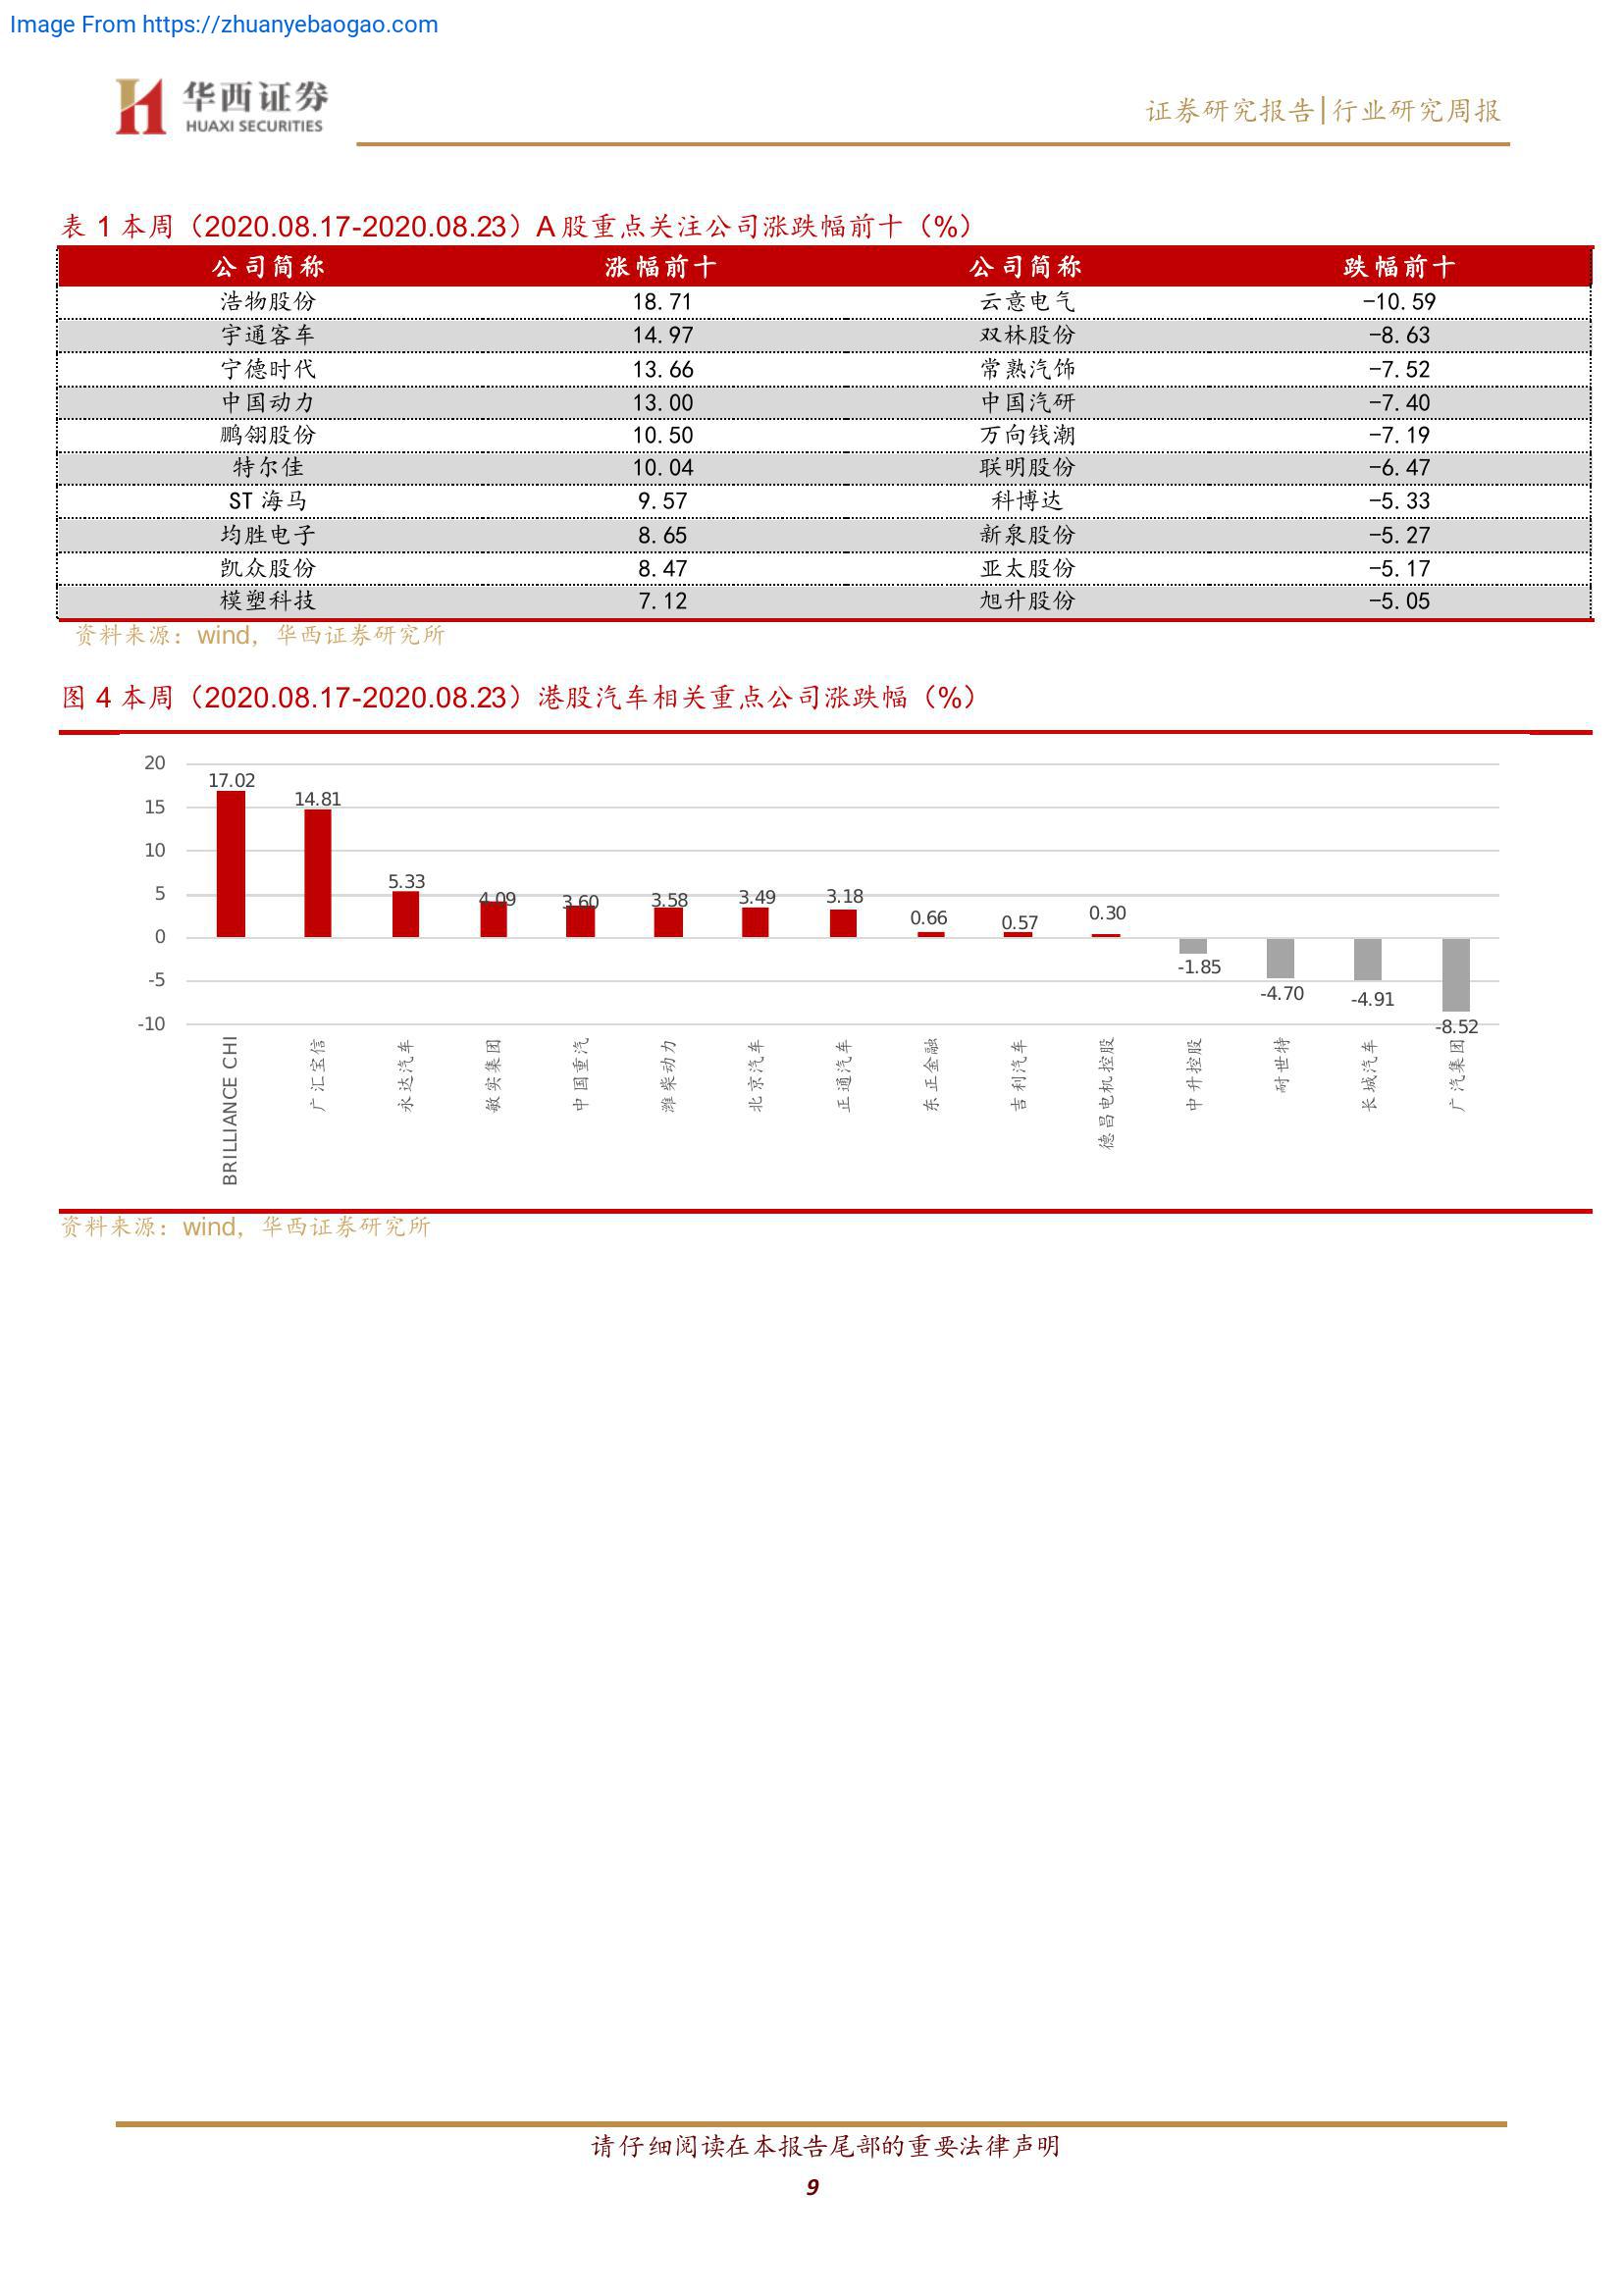 Image From https://zhuanyebaogao.com
华西证券
HUAXI SECURITIES
证券研究报告|行业研究周报
表 1 本周（2020.08.17-2020.08.23）A 股重点关注公司涨跌幅前十（%）
公司简称 涨幅前十 公司简称 跌幅前十
浩物股份 18.71 云意电气 -10.59
宇通客车 14.97 双林股份 -8.63
宁德时代 13.66 常熟汽饰 -7.52
中国动力 13.00 中国汽研 -7.40
鹏翎股份 10.50 万向钱潮 -7.19
特尔佳 10.04 联明股份 -6.47
ST 海马 9.57 科博达 -5.33
均胜电子 8.65 新泉股份 -5.27
凯众股份 8.47 亚太股份 -5.17
模塑科技 7.12 旭升股份 -5.05
资料来源：wind，华西证券研究所
图 4 本周（2020.08.17-2020.08.23）港股汽车相关重点公司涨跌幅（%）
20
15
10
5
0
-5
-10
17.02
14.81
5.33
4.09
3.60
3.58
3.49
3.18
0.66
0.57
0.30
-1.85
-4.70
-4.91
-8.52
BRILLIANCE CHI
广汇宝信
永达汽车
敏实集团
中国重汽
潍柴动力
北京汽车
正通汽车
东正金融
吉利汽车
德昌电机控股
中升控股
耐世特
长城汽车
广汽集团
资料来源：wind，华西证券研究所
请仔细阅读在本报告尾部的重要法律声明
9